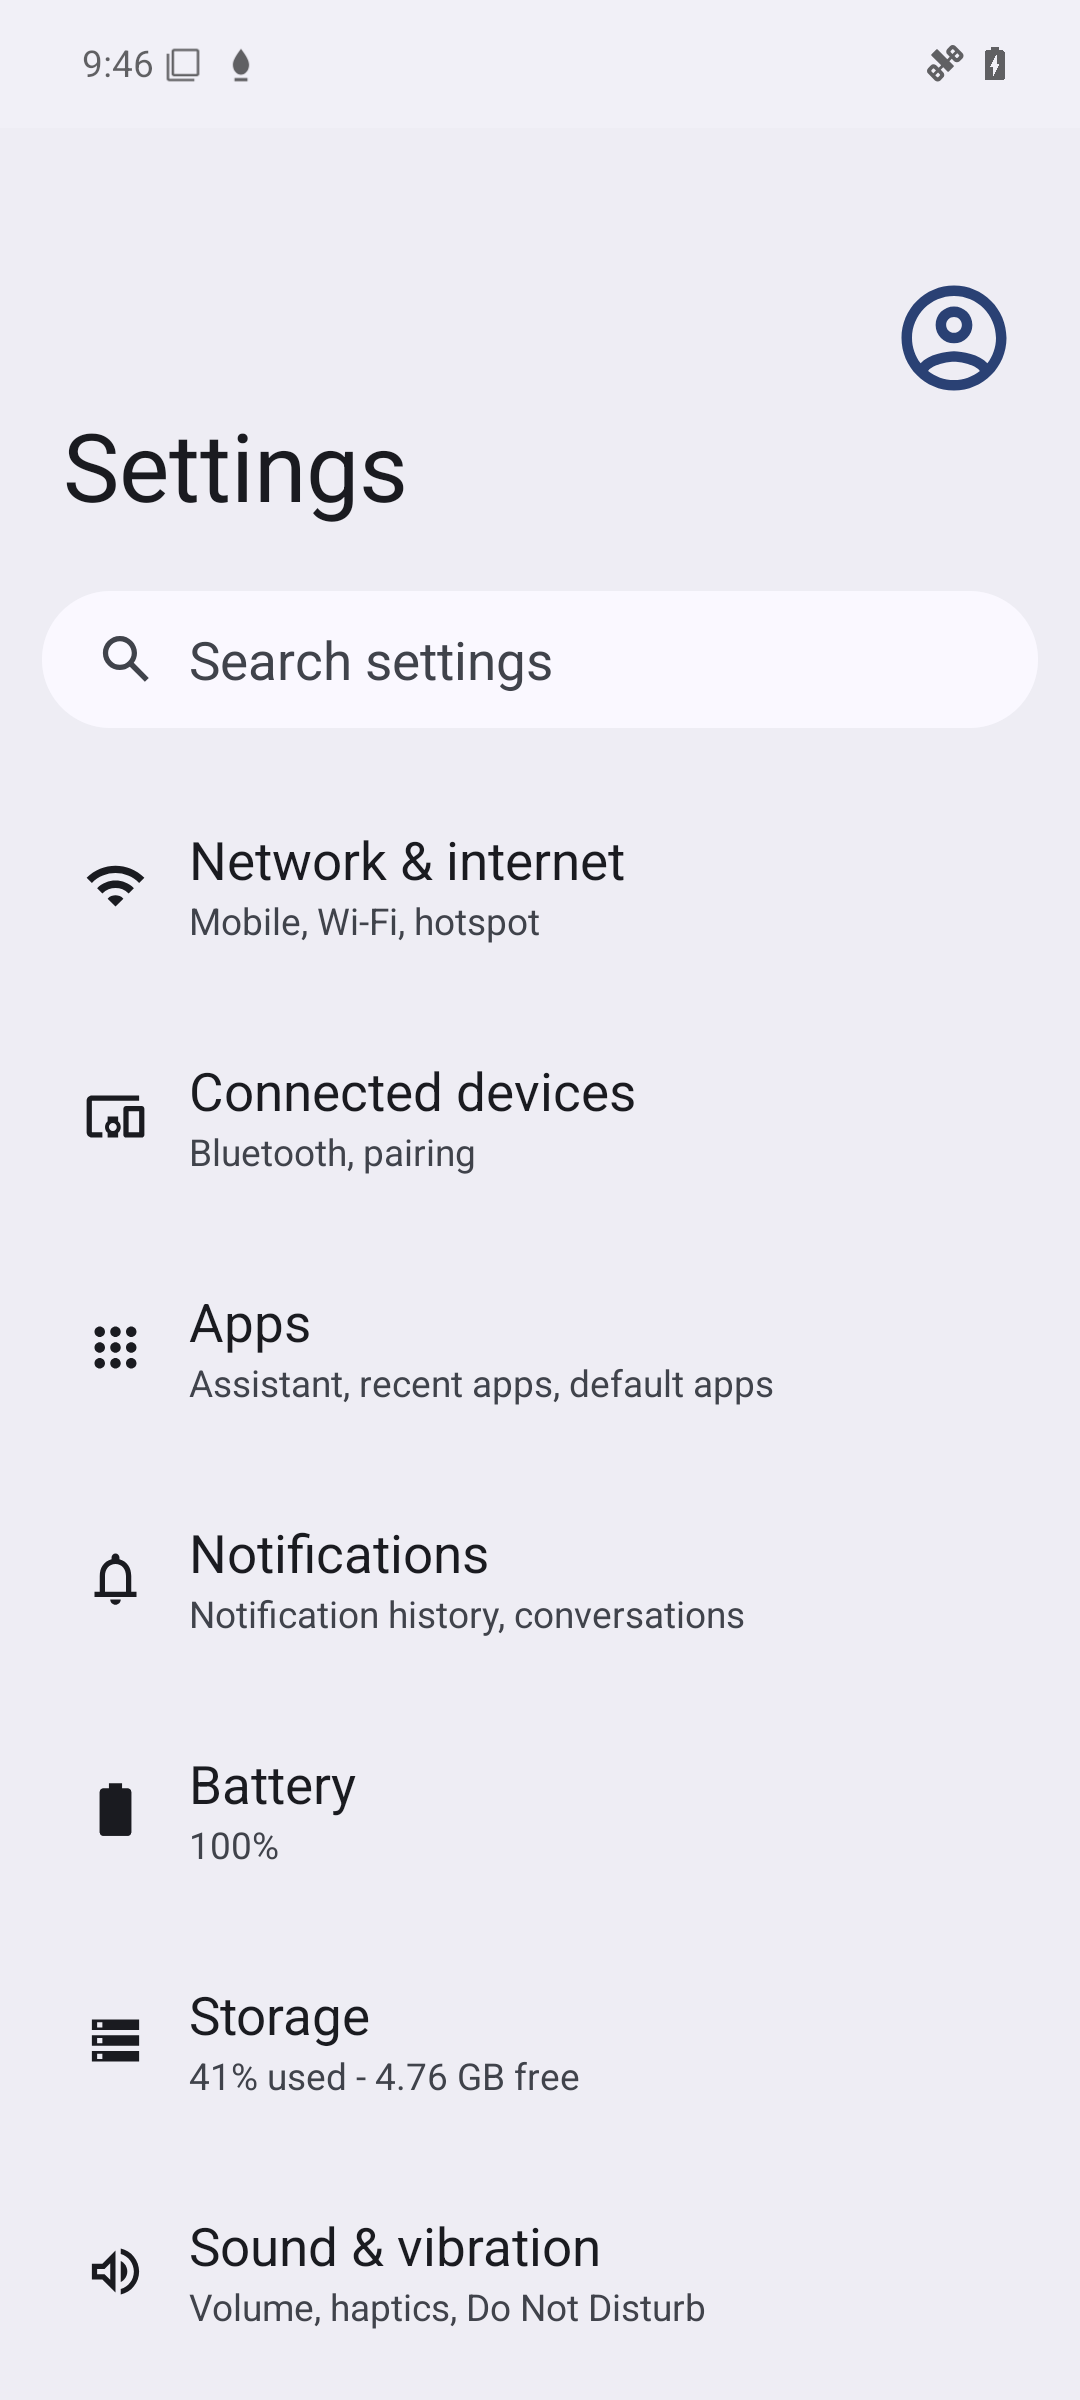 9:46
Settings
Search settings
Network & internet
Mobile, Wi-Fi, hotspot
Connected devices
Bluetooth, pairing
Apps
Assistant, recent apps, default apps
Notifications
Notification history, conversations
Battery
100%
Storage
41% used - 4.76 GB free
Sound & vibration
Volume, haptics, Do Not Disturb